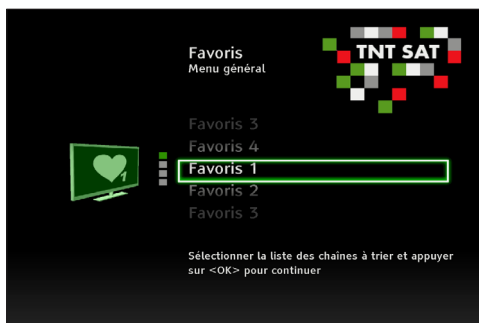 Favoris
Menu général
TNT SAT
Favoris 3
Favoris 4
Favoris 1
Favoris 2
Favoris 3
1
Sélectionner la liste des chaînes à trier et appuyer
sur <OK> pour continuer